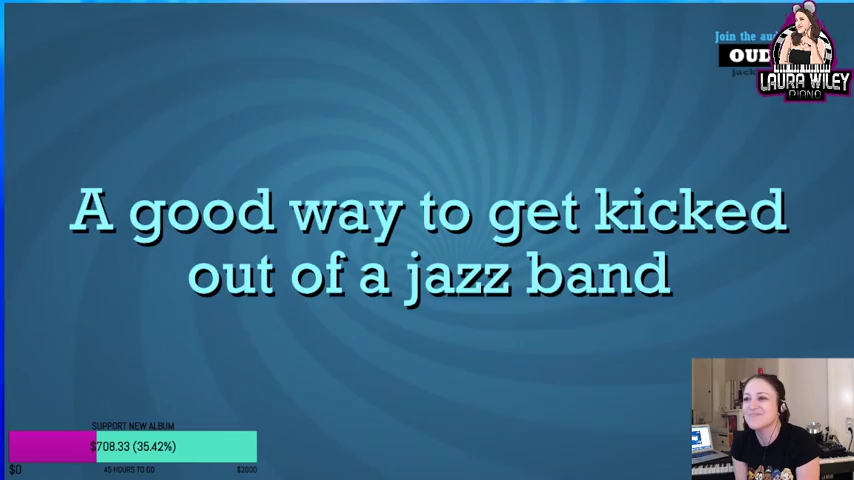 Join the
OUD
jack
LAURA WILEY
PIANO
A good way to get kicked
out of a jazz band
SUPPORT NEW ALBUM
$708.33 (35.42%)
$0
45 HOURS TO GO
$2000